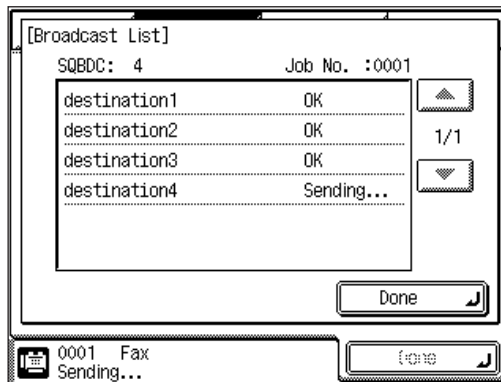 [Broadcast List]
SQBDC: 4 Job No. :0001
destination1 OK
destination2 OK
1/1
destination3 OK
destination4 Sending...
Done
0001 Fax
Sending...
Done